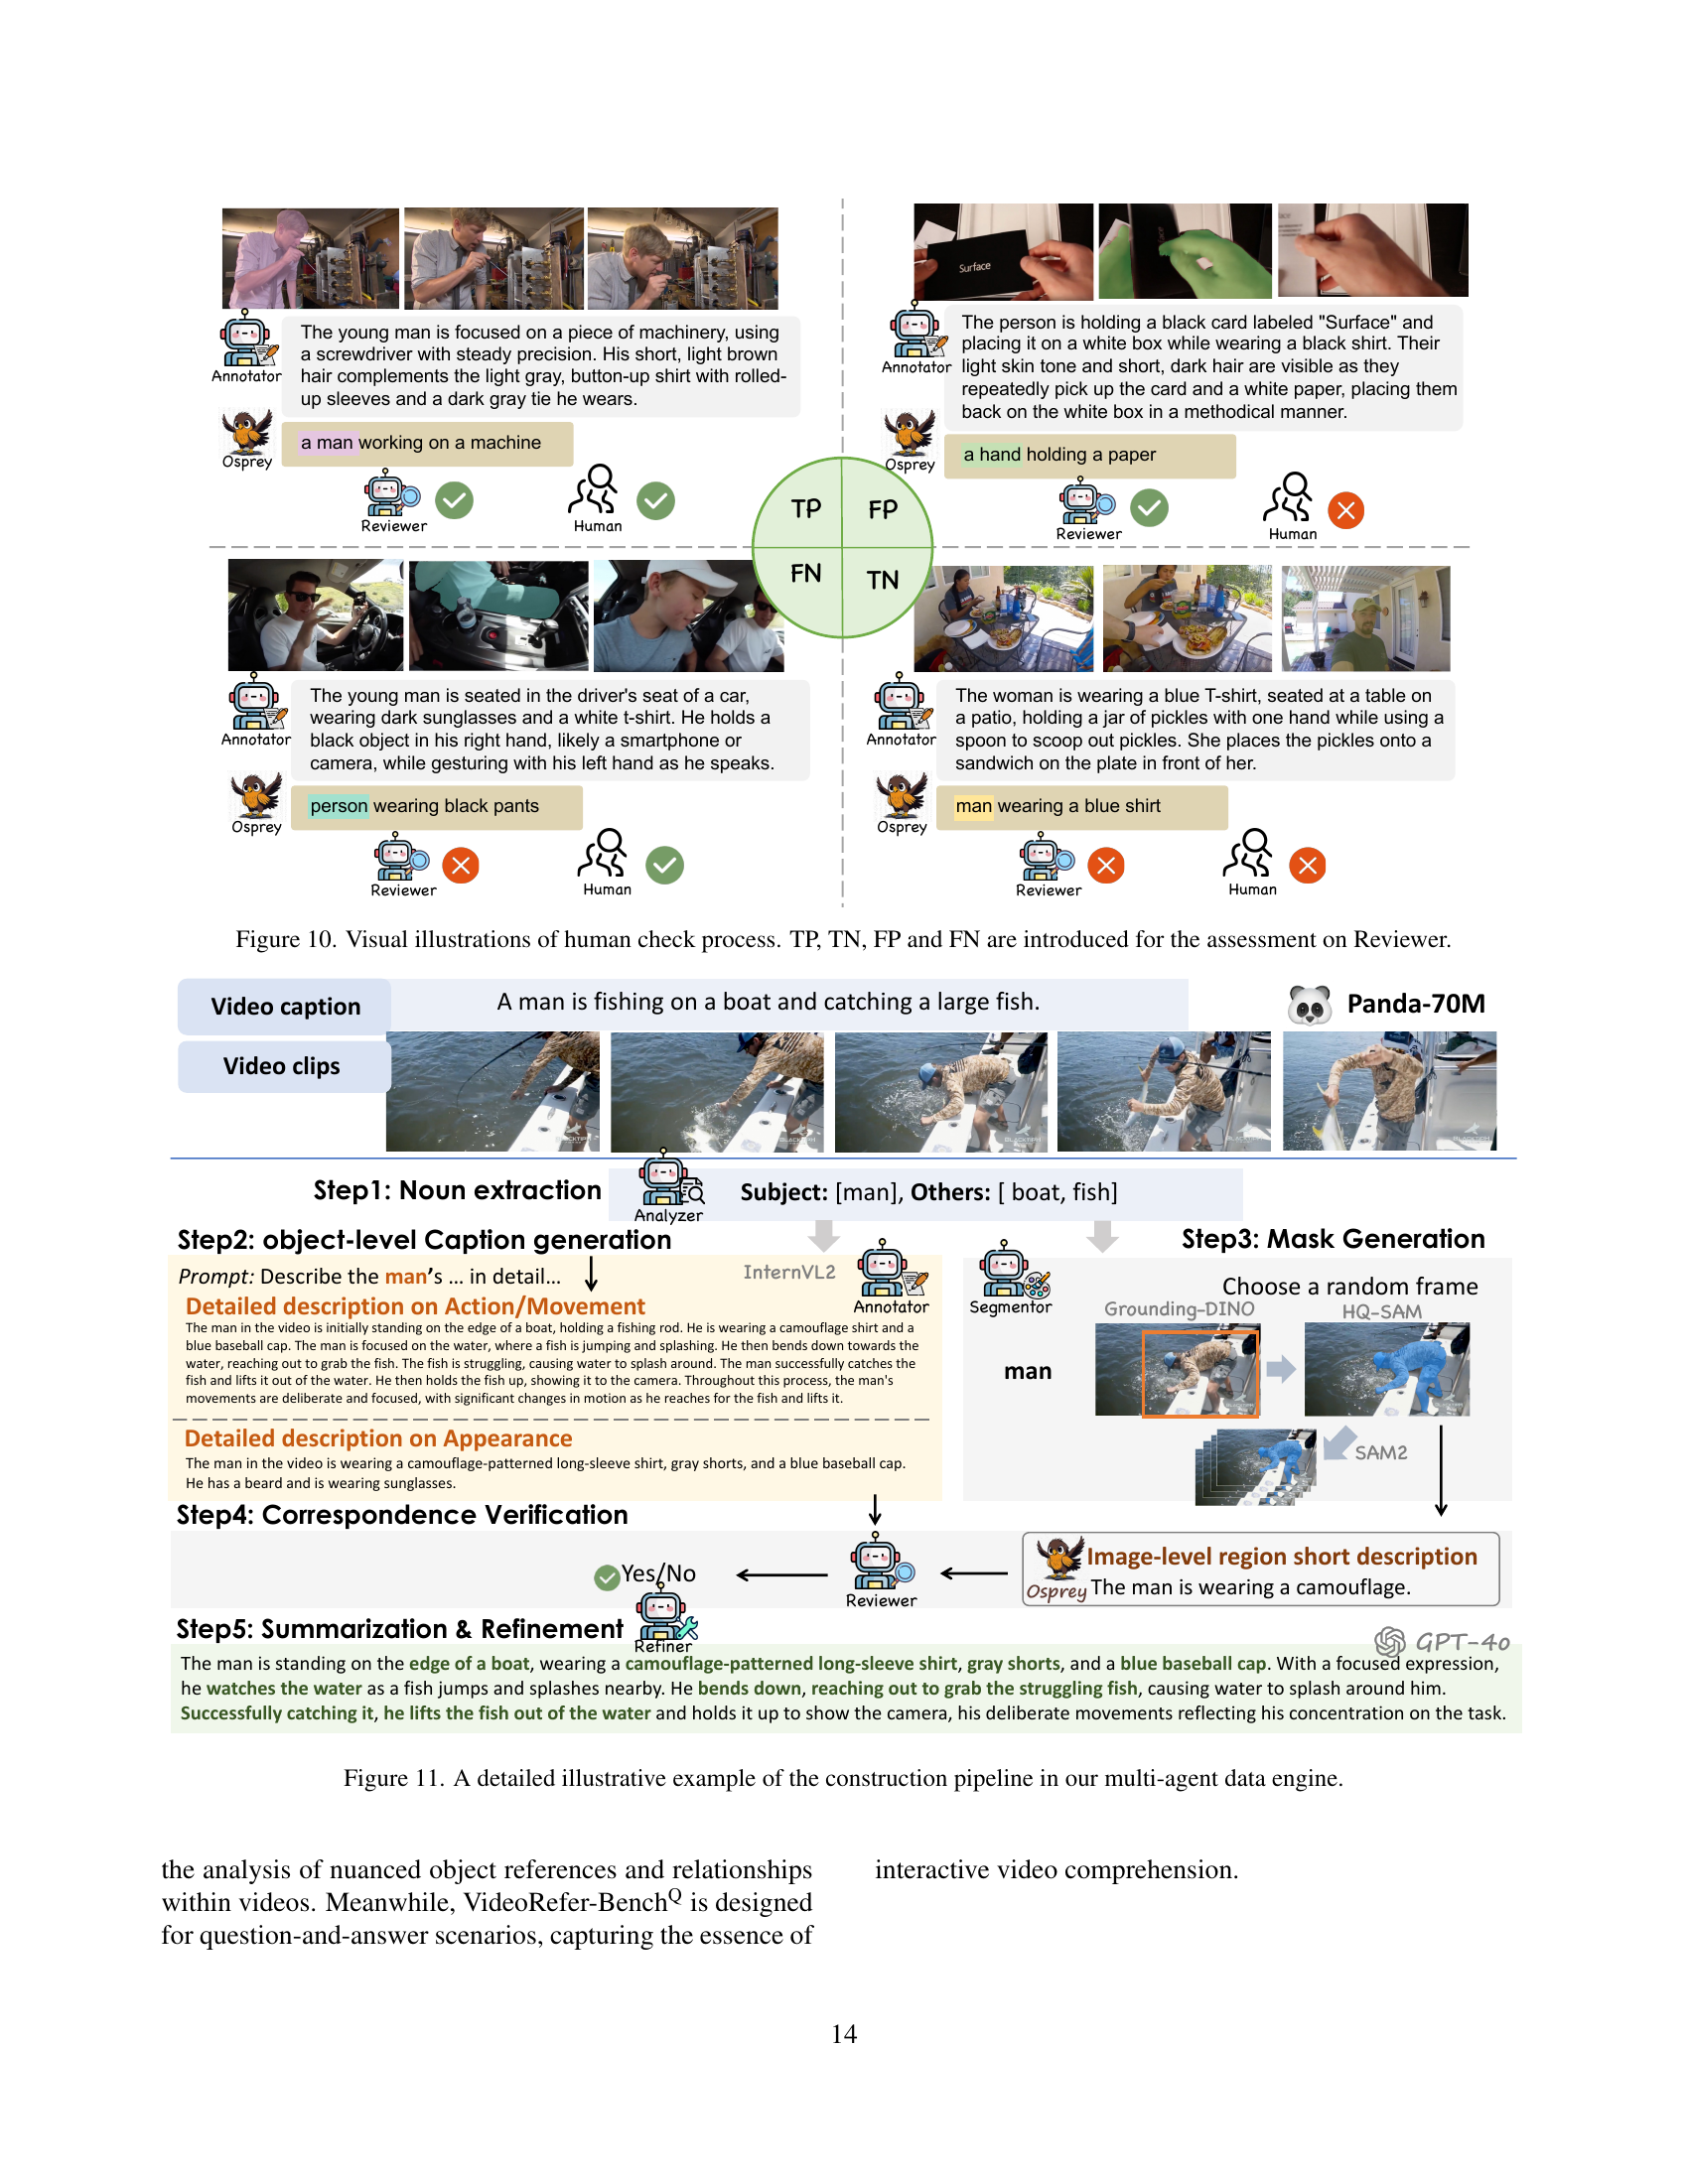 Surface
Annotator
The young man is focused on a piece of machinery, using
a screwdriver with steady precision. His short, light brown
hair complements the light gray, button-up shirt with rolled-
up sleeves and a dark gray tie he wears.
Osprey
a man working on a machine
Reviewer
Human
Annotator
The person is holding a black card labeled "Surface" and
placing it on a white box while wearing a black shirt. Their
light skin tone and short, dark hair are visible as they
repeatedly pick up the card and a white paper, placing them
back on the white box in a methodical manner.
Osprey
a hand holding a paper
Reviewer
Human
TP
FP
FN
TN
Annotator
The young man is seated in the driver's seat of a car,
wearing dark sunglasses and a white t-shirt. He holds a
black object in his right hand, likely a smartphone or
camera, while gesturing with his left hand as he speaks.
Osprey
person wearing black pants
Reviewer
Human
Annotator
The woman is wearing a blue T-shirt, seated at a table on
a patio, holding a jar of pickles with one hand while using a
spoon to scoop out pickles. She places the pickles onto a
sandwich on the plate in front of her.
Osprey
man wearing a blue shirt
Reviewer
Human
Figure 10. Visual illustrations of human check process. TP, TN, FP and FN are introduced for the assessment on Reviewer.
Video caption
A man is fishing on a boat and catching a large fish.
Panda-70M
Video clips
Step1: Noun extraction
Analyzer
Subject: [man], Others: [ boat, fish]
Step2: object-level Caption generation
Prompt: Describe the man's ... in detail...
InternVL2
Annotator
Detailed description on Action/Movement
The man in the video is initially standing on the edge of a boat, holding a fishing rod. He is wearing a camouflage shirt and a
blue baseball cap. The man is focused on the water, where a fish is jumping and splashing. He then bends down towards the
water, reaching out to grab the fish. The fish is struggling, causing water to splash around. The man successfully catches the
fish and lifts it out of the water. He then holds the fish up, showing it to the camera. Throughout this process, the man's
movements are deliberate and focused, with significant changes in motion as he reaches for the fish and lifts it.
Detailed description on Appearance
The man in the video is wearing a camouflage-patterned long-sleeve shirt, gray shorts, and a blue baseball cap.
He has a beard and is wearing sunglasses.
Step3: Mask Generation
Segmentor
Choose a random frame
Grounding-DINO
HQ-SAM
man
SAM2
Step4: Correspondence Verification
Yes/No
Reviewer
Osprey
Image-level region short description
The man is wearing a camouflage.
Step5: Summarization & Refinement
Refiner
GPT-4o
The man is standing on the edge of a boat, wearing a camouflage-patterned long-sleeve shirt, gray shorts, and a blue baseball cap. With a focused expression,
he watches the water as a fish jumps and splashes nearby. He bends down, reaching out to grab the struggling fish, causing water to splash around him.
Successfully catching it, he lifts the fish out of the water and holds it up to show the camera, his deliberate movements reflecting his concentration on the task.
Figure 11. A detailed illustrative example of the construction pipeline in our multi-agent data engine.
the analysis of nuanced object references and relationships
within videos. Meanwhile, VideoRefer-Bench^Q is designed
for question-and-answer scenarios, capturing the essence of
interactive video comprehension.
14